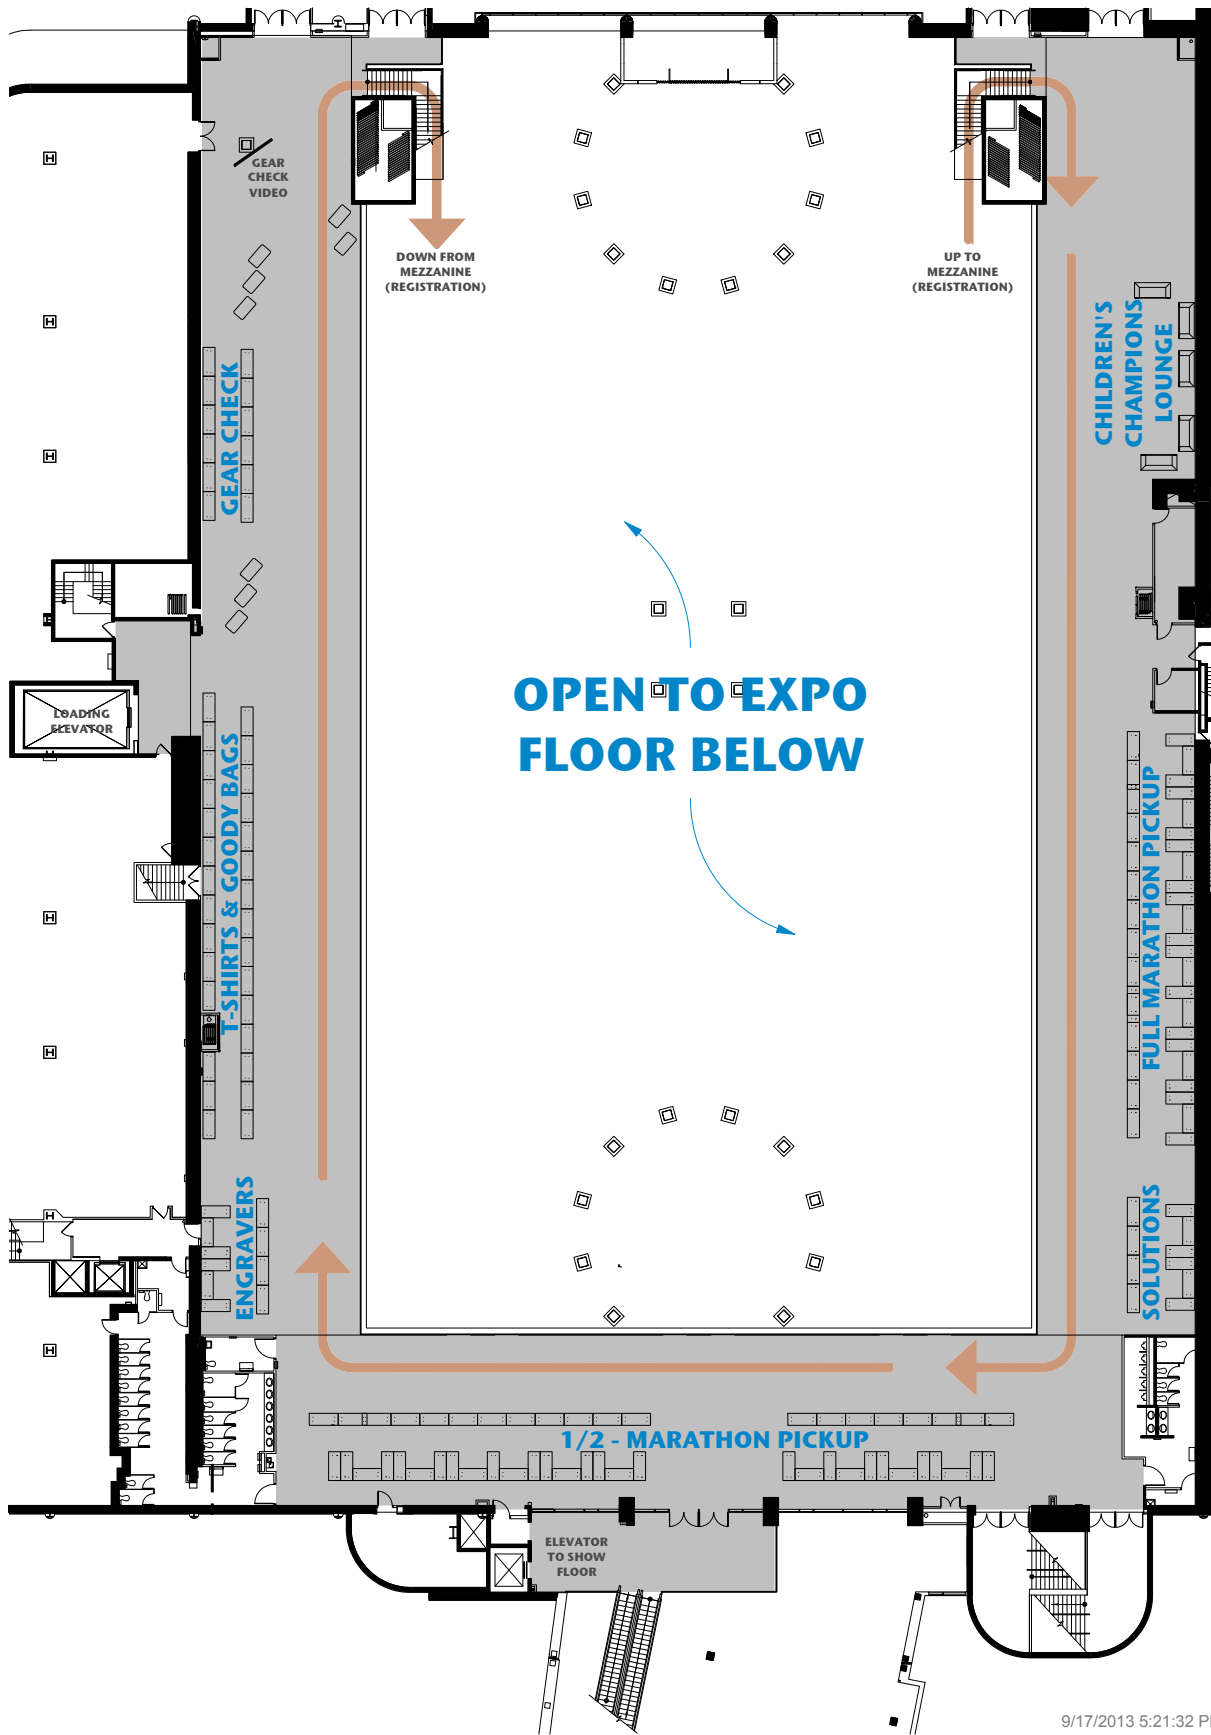 GEAR
CHECK
VIDEO
DOWN FROM
MEZZANINE
(REGISTRATION)
UP TO
MEZZANINE
(REGISTRATION)
CHILDREN'S
CHAMPIONS
LOUNGE
GEAR CHECK
OPEN TO EXPO
FLOOR BELOW
LOADING
ELEVATOR
T-SHIRTS & GOODY BAGS
FULL MARATHON PICKUP
ENGRAVERS
SOLUTIONS
1/2 - MARATHON PICKUP
ELEVATOR
TO SHOW
FLOOR
9/17/2013 5:21:32 P